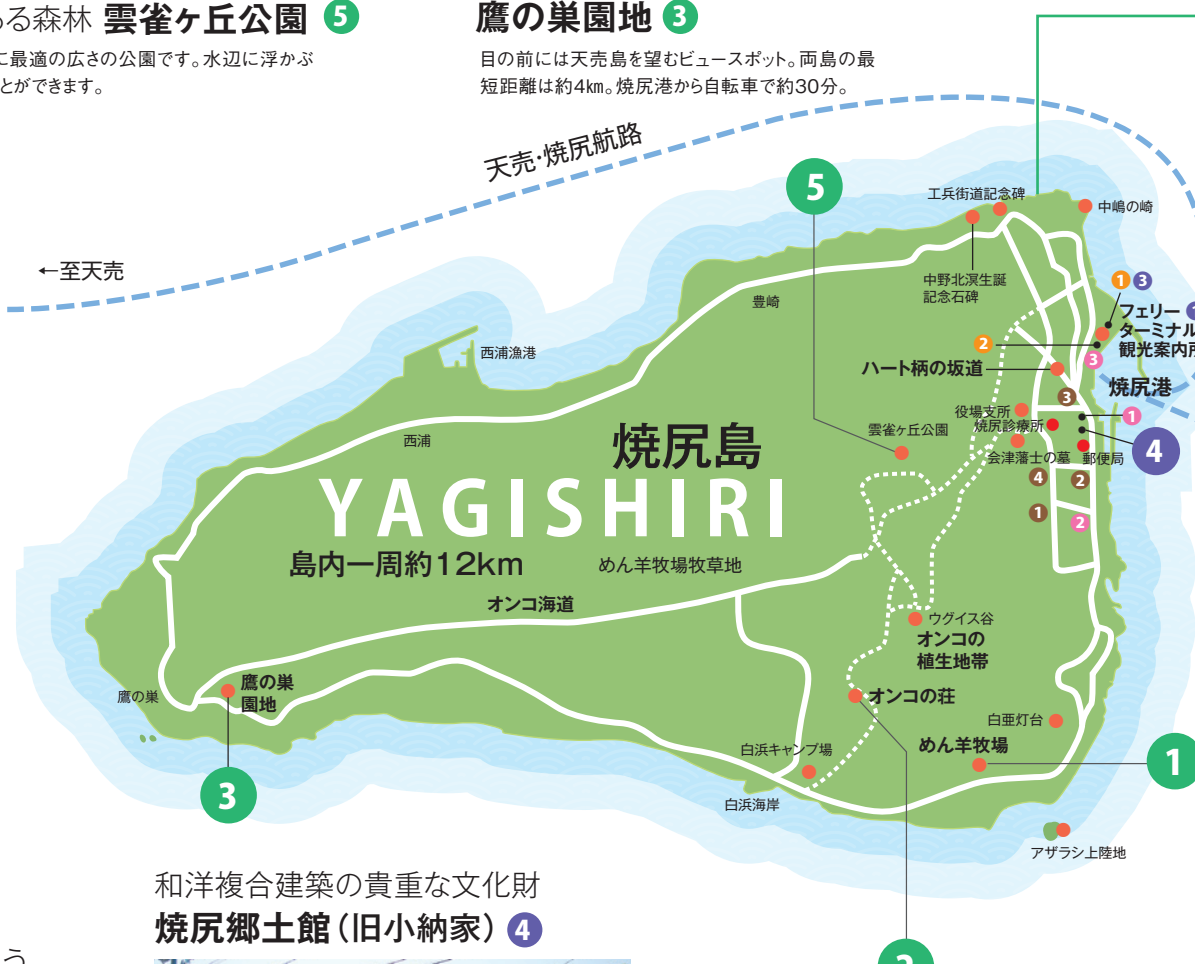 る森林 雲雀ヶ丘公園 5
に最適の広さの公園です。水辺に浮かぶ
とができます。
鷹の巣園地 3
目の前には天売島を望むビュースポット。両島の最
短距離は約4km。焼尻港から自転車で約30分。
天売・焼尻航路
←至天売
5
工兵街道記念碑
中嶋の崎
中野北溟生誕
記念石碑
豊崎
1 3
フェリー
ターミナル
観光案内所
2
3
ハート柄の坂道
焼尻港
3
1
西浦漁港
西浦
役場支所
焼尻診療所
雲雀ヶ丘公園
会津藩士の墓
郵便局
4
4
2
1
2
焼尻島
YAGISHIRI
島内一周約12km
めん羊牧場牧草地
オンコ海道
ウグイス谷
オンコの
植生地帯
鷹の巣
鷹の巣
園地
オンコの荘
白亜灯台
めん羊牧場
白浜キャンプ場
1
3
白浜海岸
アザラシ上陸地
和洋複合建築の貴重な文化財
焼尻郷土館(旧小納家) 4
う